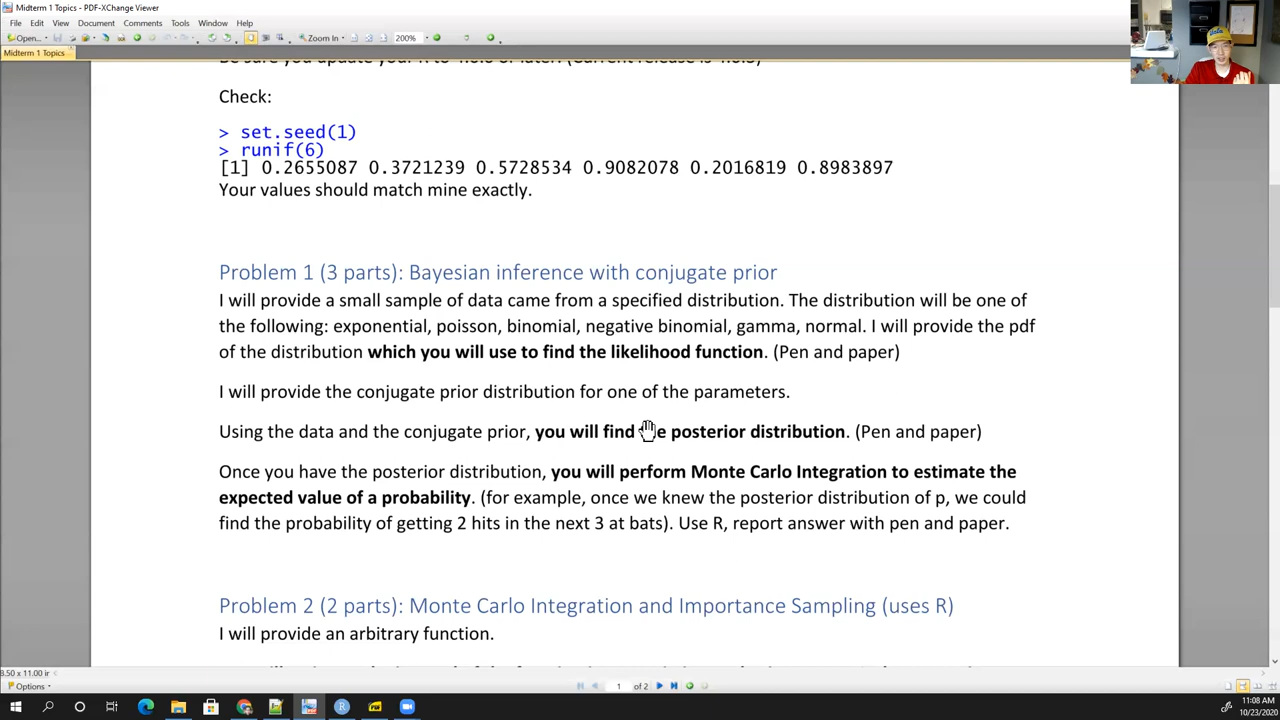 Midterm 1 Topics - PDF-XChange Viewer
File Edit View Document Comments Tools Window Help
Open... Zoom In 200%
Midterm 1 Topics
Check:
> set.seed(1)
> runif(6)
[1] 0.2655087 0.3721239 0.5728534 0.9082078 0.2016819 0.8983897
Your values should match mine exactly.
Problem 1 (3 parts): Bayesian inference with conjugate prior
I will provide a small sample of data came from a specified distribution. The distribution will be one of
the following: exponential, poisson, binomial, negative binomial, gamma, normal. I will provide the pdf
of the distribution which you will use to find the likelihood function. (Pen and paper)
I will provide the conjugate prior distribution for one of the parameters.
Using the data and the conjugate prior, you will find the posterior distribution. (Pen and paper)
Once you have the posterior distribution, you will perform Monte Carlo Integration to estimate the
expected value of a probability. (for example, once we knew the posterior distribution of p, we could
find the probability of getting 2 hits in the next 3 at bats). Use R, report answer with pen and paper.
Problem 2 (2 parts): Monte Carlo Integration and Importance Sampling (uses R)
I will provide an arbitrary function.
8.50 x 11.00 in
Options 1 of 2
11:08 AM
10/23/2020